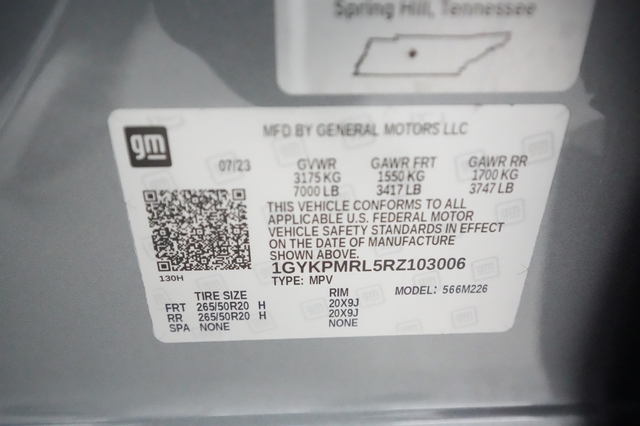 Spring Hill, Tennessee
gm
MFD BY GENERAL MOTORS LLC
07/23 GVWR GAWR FRT GAWR RR
3175 KG 1550 KG 1700 KG
7000 LB 3417 LB 3747 LB
THIS VEHICLE CONFORMS TO ALL
APPLICABLE U.S. FEDERAL MOTOR
VEHICLE SAFETY STANDARDS IN EFFECT
ON THE DATE OF MANUFACTURE
SHOWN ABOVE.
1GYKPMRL5RZ103006
130H
TYPE: MPV MODEL: 566M226
TIRE SIZE RIM
FRT 265/50R20 H 20X9J
RR 265/50R20 H 20X9J
SPA NONE NONE